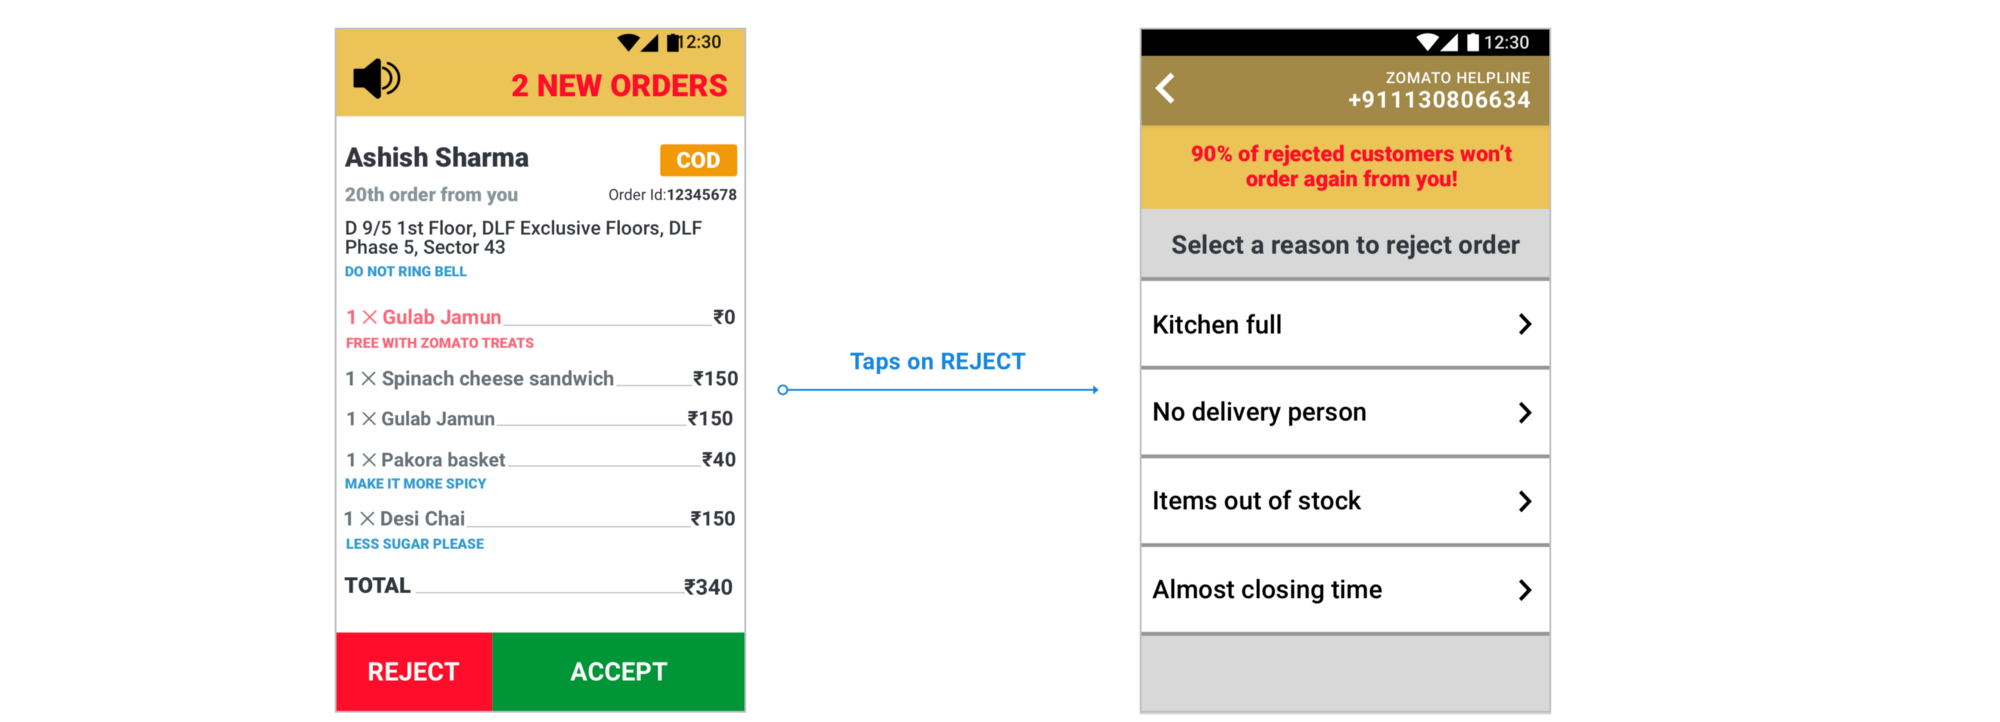 12:30
2 NEW ORDERS
Ashish Sharma
COD
20th order from you
Order Id:12345678
D 9/5 1st Floor, DLF Exclusive Floors, DLF
Phase 5, Sector 43
DO NOT RING BELL
1 × Gulab Jamun ₹0
FREE WITH ZOMATO TREATS
1 × Spinach cheese sandwich ₹150
1 × Gulab Jamun ₹150
1 × Pakora basket ₹40
MAKE IT MORE SPICY
1 × Desi Chai ₹150
LESS SUGAR PLEASE
TOTAL ₹340
REJECT
ACCEPT
Taps on REJECT
12:30
ZOMATO HELPLINE
+911130806634
90% of rejected customers won’t
order again from you!
Select a reason to reject order
Kitchen full
No delivery person
Items out of stock
Almost closing time